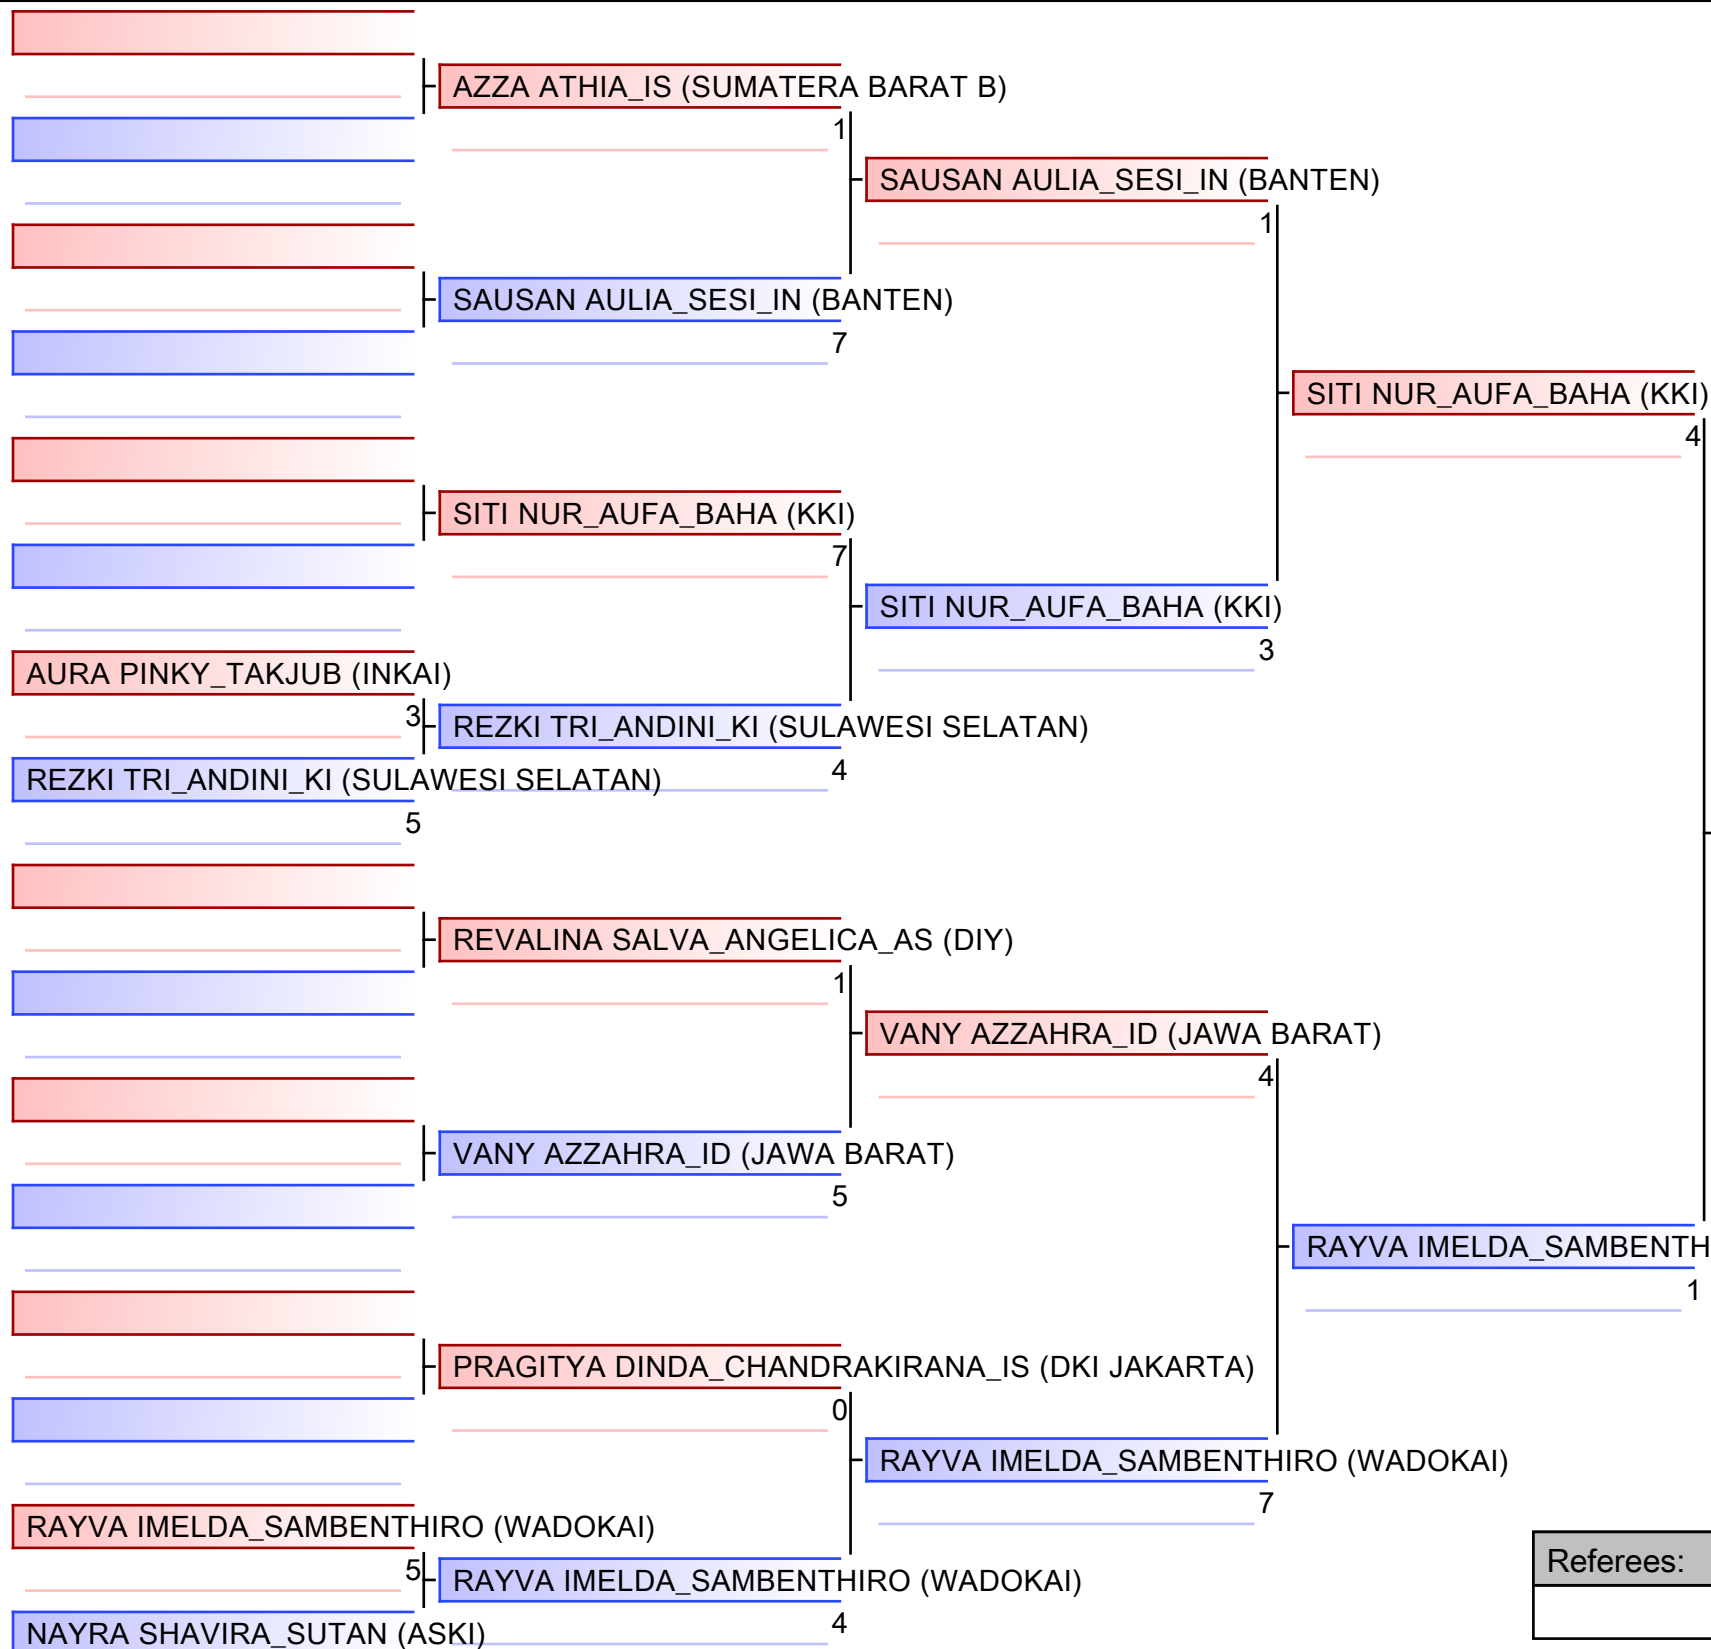 AZZA ATHIA_IS (SUMATERA BARAT B)
1
SAUSAN AULIA_SESI_IN (BANTEN)
1
SAUSAN AULIA_SESI_IN (BANTEN)
7
SITI NUR_AUFA_BAHA (KKI)
4
SITI NUR_AUFA_BAHA (KKI)
7
SITI NUR_AUFA_BAHA (KKI)
3
AURA PINKY_TAKJUB (INKAI)
3
REZKI TRI_ANDINI_KI (SULAWESI SELATAN)
4
REZKI TRI_ANDINI_KI (SULAWESI SELATAN)
5
REVALINA SALVA_ANGELICA_AS (DIY)
1
VANY AZZAHRA_ID (JAWA BARAT)
4
VANY AZZAHRA_ID (JAWA BARAT)
5
RAYVA IMELDA_SAMBENTH
1
PRAGITYA DINDA_CHANDRAKIRANA_IS (DKI JAKARTA)
0
RAYVA IMELDA_SAMBENTHIRO (WADOKAI)
7
RAYVA IMELDA_SAMBENTHIRO (WADOKAI)
5
RAYVA IMELDA_SAMBENTHIRO (WADOKAI)
4
NAYRA SHAVIRA_SUTAN (ASKI)
Referees: